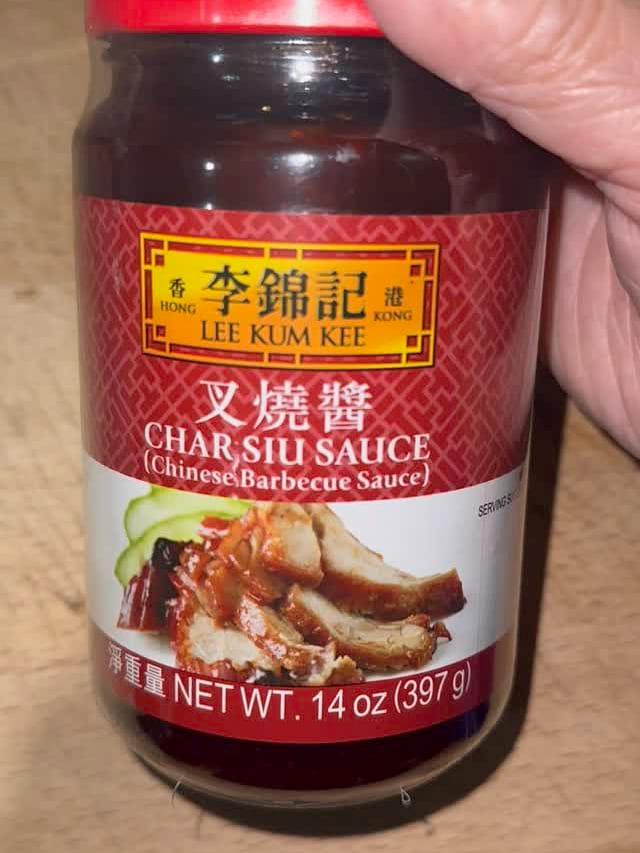 香 李錦記 港
HONG LEE KUM KEE KONG
叉燒醬
CHAR SIU SAUCE
(Chinese Barbecue Sauce)
SERVING
淨重量 NET WT. 14 oz (397 g)